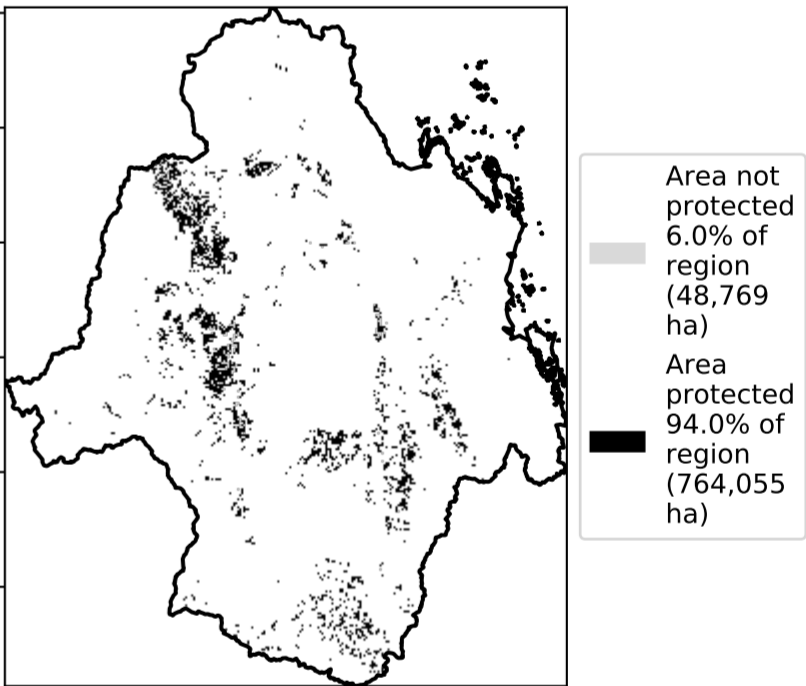 Area not
protected
6.0% of
region
(48,769
ha)
Area
protected
94.0% of
region
(764,055
ha)